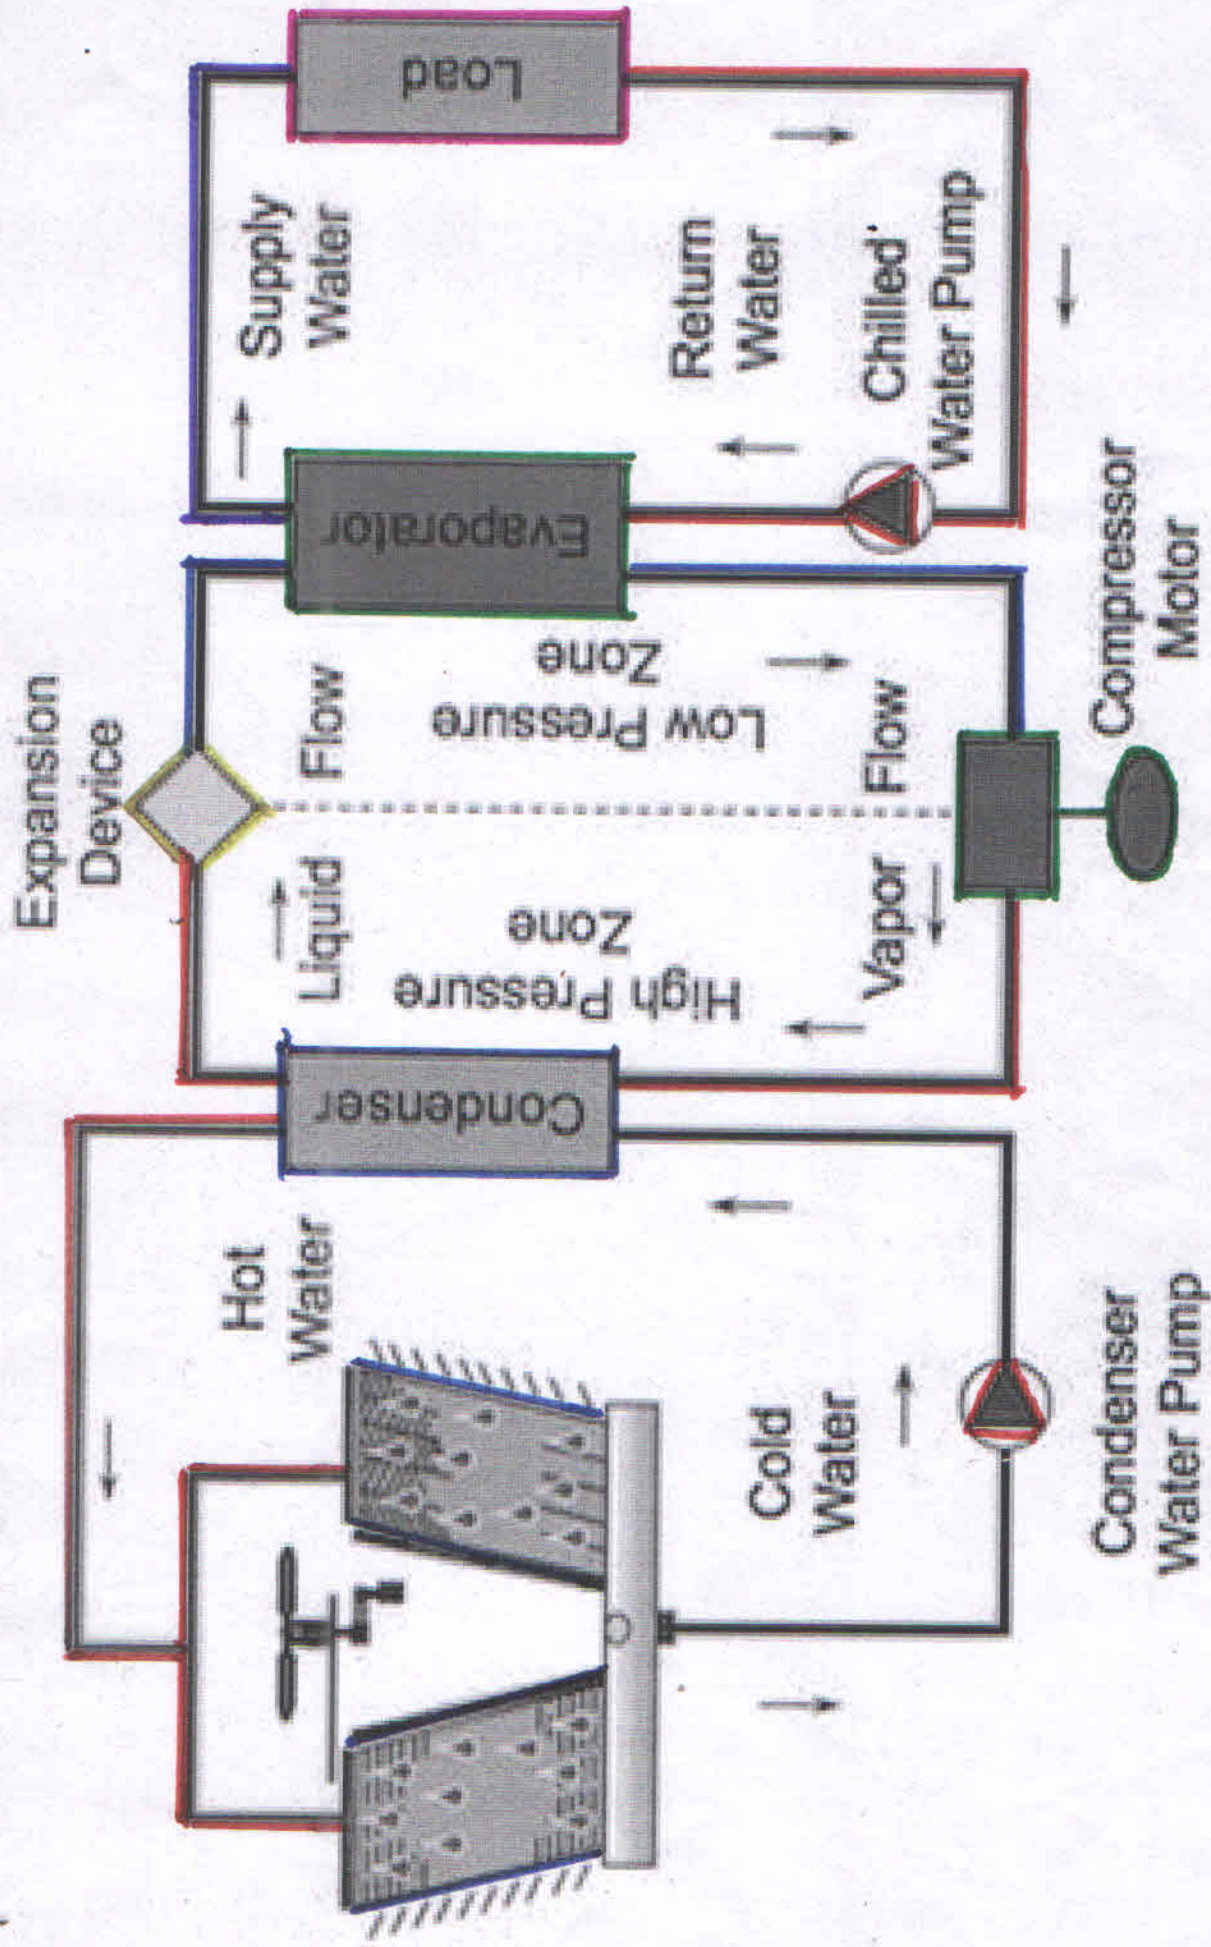 Expansion
Device
Hot
Water
Liquid
Flow
Supply
Water
Condenser
High Pressure
Zone
Low Pressure
Zone
Evaporator
Load
Return
Water
Cold
Water
Vapor
Flow
Chilled
Water Pump
Condenser
Water Pump
Compressor
Motor